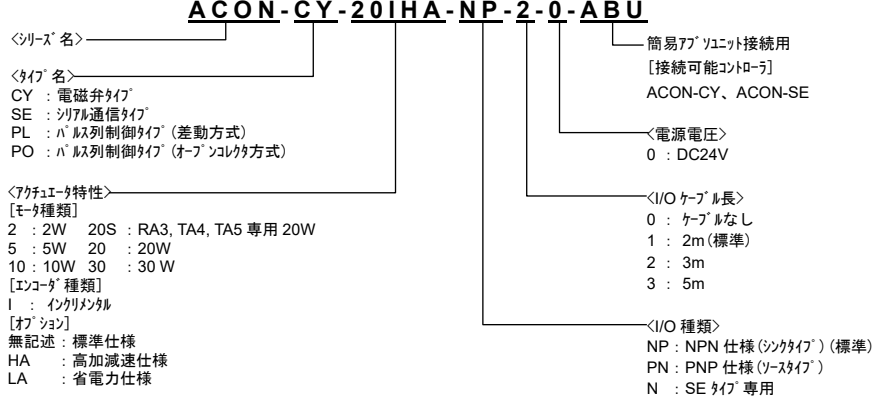 ACON-CY-20IHA-NP-2-0-ABU
〈ｼﾘｰｽﾞ名〉
〈ﾀｲﾌﾟ名〉
CY ：電磁弁ﾀｲﾌﾟ
SE ：ｼﾘｱﾙ通信ﾀｲﾌﾟ
PL ：ﾊﾟﾙｽ列制御ﾀｲﾌﾟ(差動方式)
PO ：ﾊﾟﾙｽ列制御ﾀｲﾌﾟ(ｵｰﾌﾟﾝｺﾚｸﾀ方式)
〈ｱｸﾁｭｴｰﾀ特性〉
[ﾓｰﾀ種類]
2 ：2W 20S ：RA3, TA4, TA5 専用 20W
5 ：5W 20 ：20W
10：10W 30 ：30 W
[ｴﾝｺｰﾀﾞ種類]
I ： ｲﾝｸﾘﾒﾝﾀﾙ
[ｵﾌﾟｼｮﾝ]
無記述：標準仕様
HA ：高加減速仕様
LA ：省電力仕様
簡易ｱﾌﾞｿﾕﾆｯﾄ接続用
[接続可能ｺﾝﾄﾛｰﾗ]
ACON-CY、ACON-SE
〈電源電圧〉
0 ：DC24V
〈I/O ｹｰﾌﾞﾙ長〉
0 ： ｹｰﾌﾞﾙなし
1 ： 2m(標準)
2 ： 3m
3 ： 5m
〈I/O 種類〉
NP：NPN 仕様(ｼﾝｸﾀｲﾌﾟ)(標準)
PN：PNP 仕様(ｿｰｽﾀｲﾌﾟ)
N ：SE ﾀｲﾌﾟ専用